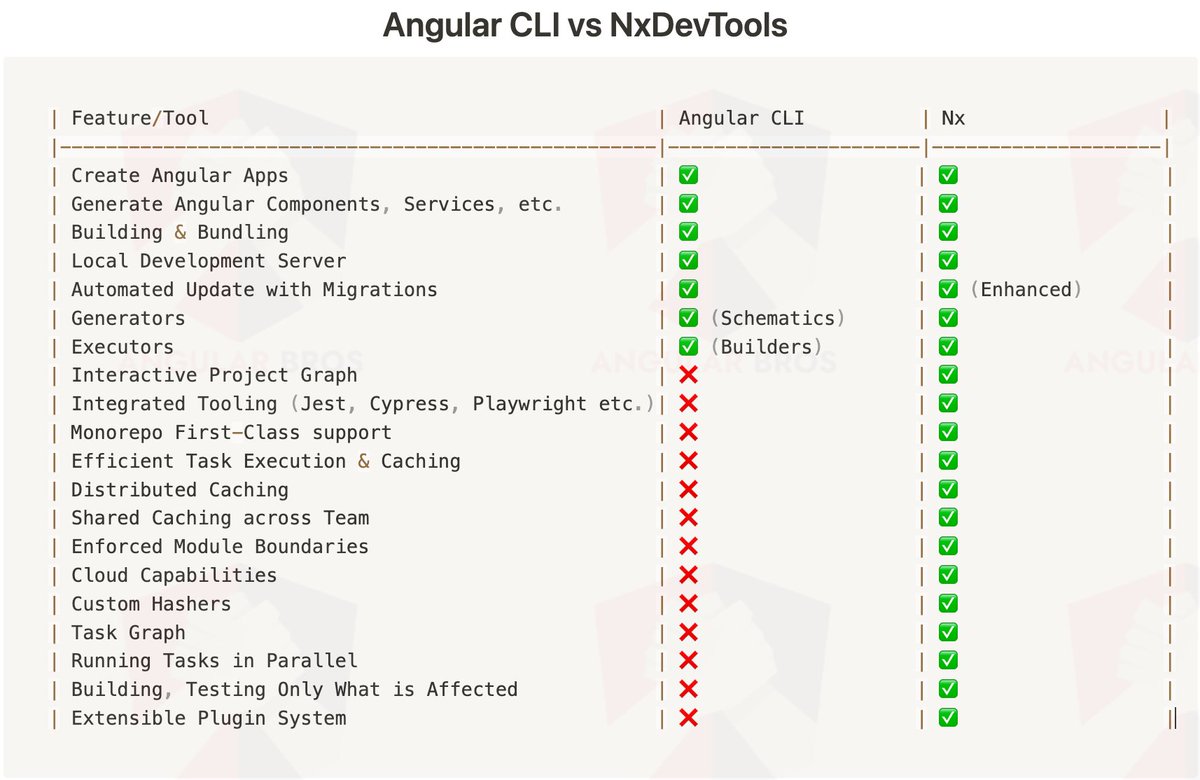 Angular CLI vs NxDevTools
| Feature/Tool | Angular CLI | Nx |
|----------------------------------------------------|----------------------|--------------------|
| Create Angular Apps | ✅ | ✅ |
| Generate Angular Components, Services, etc. | ✅ | ✅ |
| Building & Bundling | ✅ | ✅ |
| Local Development Server | ✅ | ✅ |
| Automated Update with Migrations | ✅ | ✅ (Enhanced) |
| Generators | ✅ (Schematics) | ✅ |
| Executors | ✅ (Builders) | ✅ |
ANGULAR BROS ANGULAR BROS ANGULA
| Interactive Project Graph | ❌ | ✅ |
| Integrated Tooling (Jest, Cypress, Playwright etc.)| ❌ | ✅ |
| Monorepo First-Class support | ❌ | ✅ |
| Efficient Task Execution & Caching | ❌ | ✅ |
| Distributed Caching | ❌ | ✅ |
| Shared Caching across Team | ❌ | ✅ |
| Enforced Module Boundaries | ❌ | ✅ |
| Cloud Capabilities | ❌ | ✅ |
| Custom Hashers | ❌ | ✅ |
| Task Graph | ❌ | ✅ |
| Running Tasks in Parallel | ❌ | ✅ |
| Building, Testing Only What is Affected | ❌ | ✅ |
| Extensible Plugin System | ❌ | ✅ |